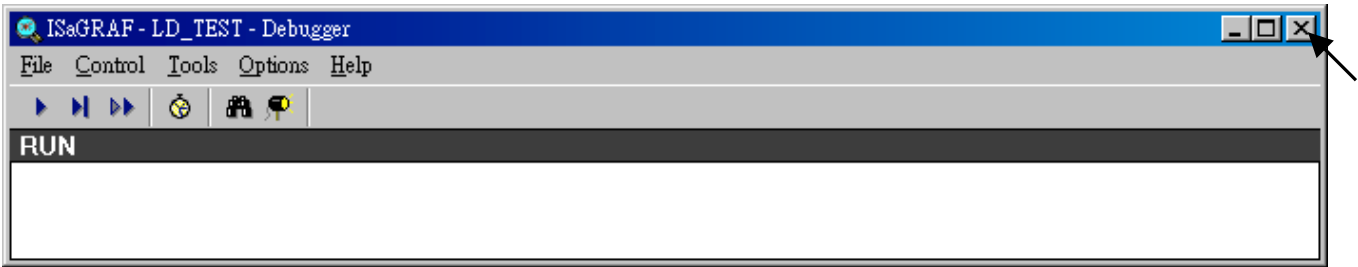 ISaGRAF - LD_TEST - Debugger
File Control Tools Options Help
RUN